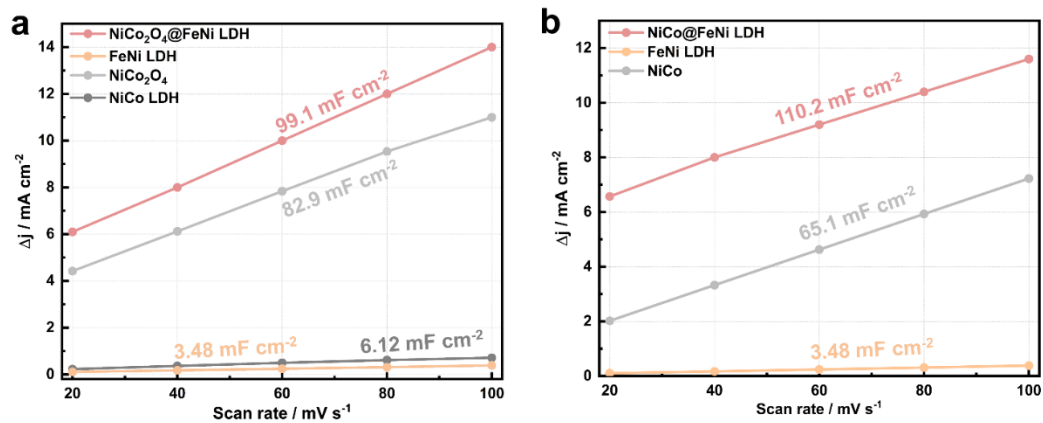 a
NiCo₂O₄@FeNi LDH
FeNi LDH
NiCo₂O₄
NiCo LDH
99.1 mF cm⁻²
82.9 mF cm⁻²
3.48 mF cm⁻²
6.12 mF cm⁻²
Δj / mA cm⁻²
14
12
10
8
6
4
2
0
20
40
60
80
100
Scan rate / mV s⁻¹
b
NiCo@FeNi LDH
FeNi LDH
NiCo
110.2 mF cm⁻²
65.1 mF cm⁻²
3.48 mF cm⁻²
Δj / mA cm⁻²
12
10
8
6
4
2
0
20
40
60
80
100
Scan rate / mV s⁻¹